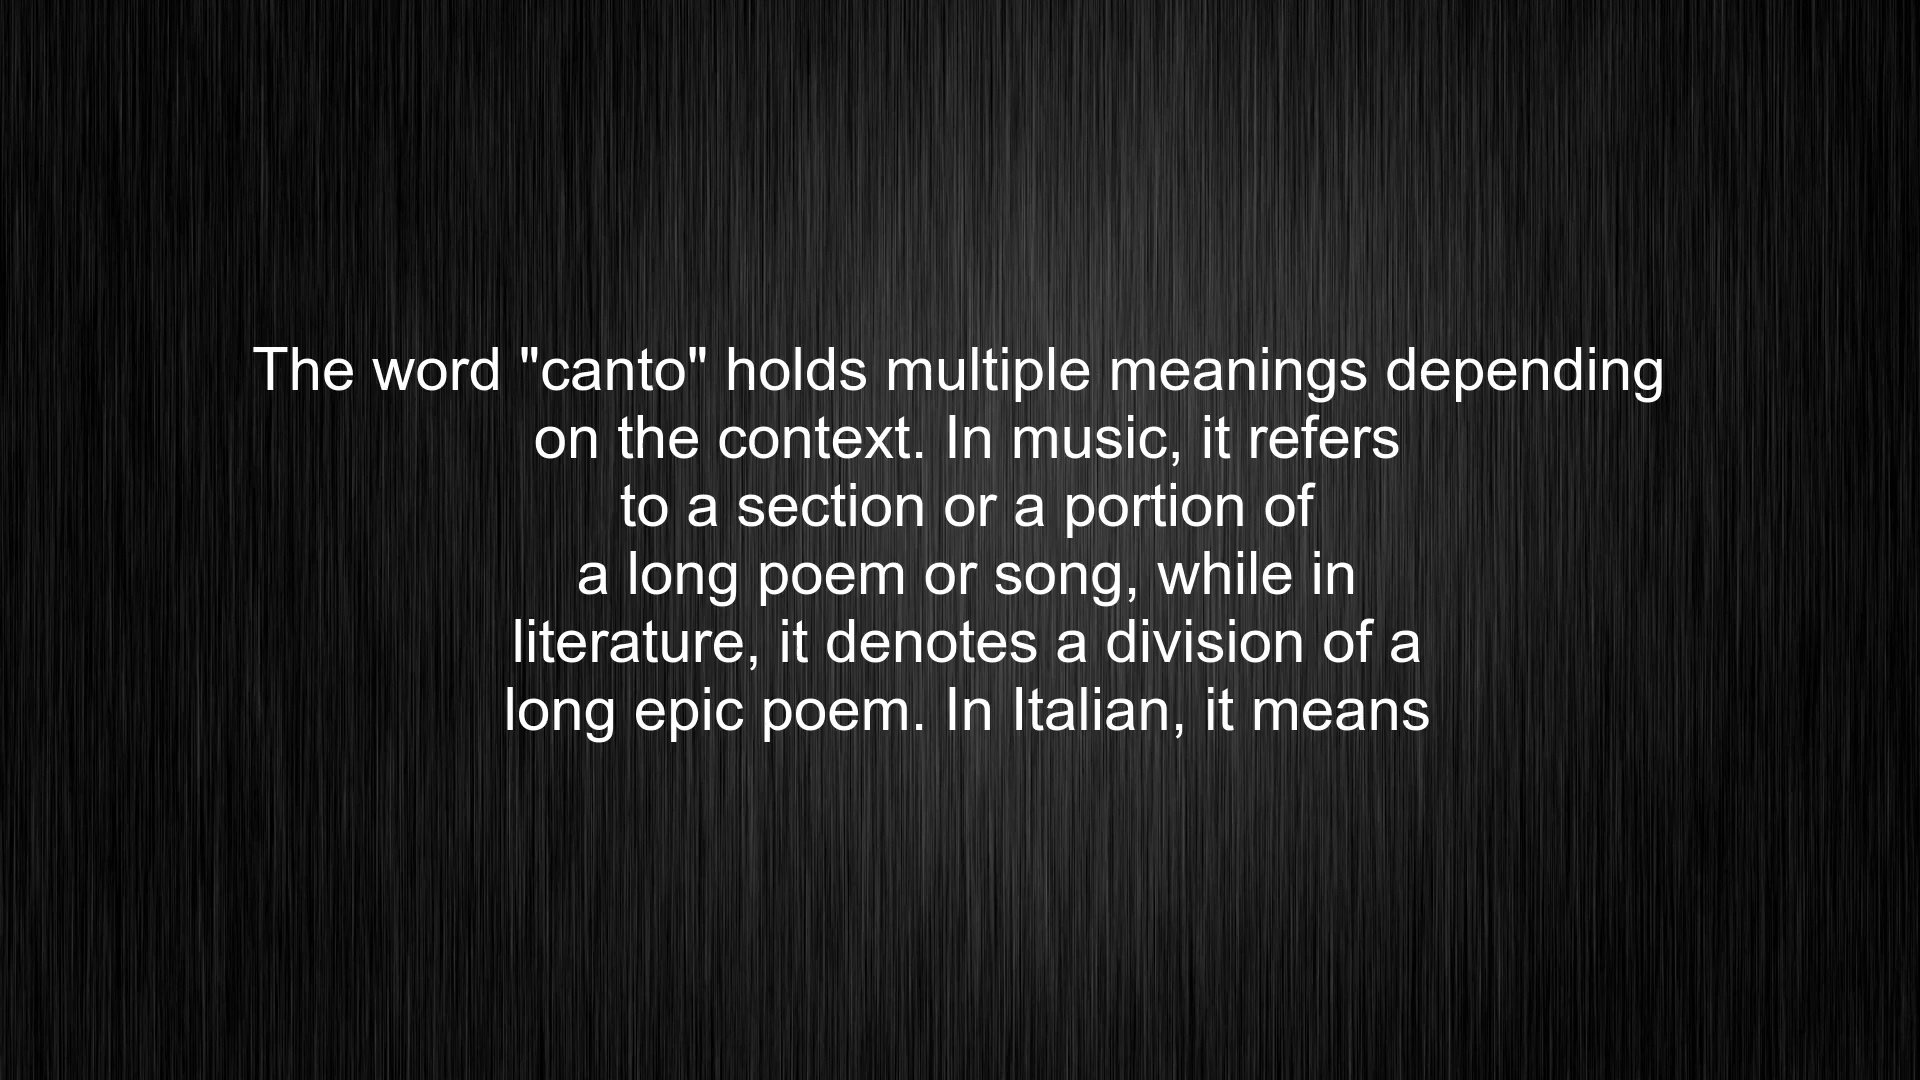 The word "canto" holds multiple meanings depending
on the context. In music, it refers
to a section or a portion of
a long poem or song, while in
literature, it denotes a division of a
long epic poem. In Italian, it means